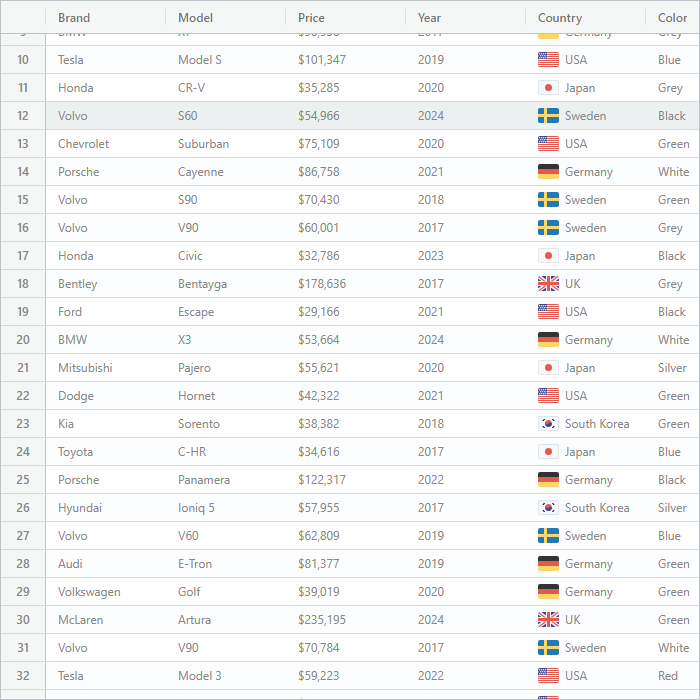 Brand Model Price Year Country Color
10 Tesla Model S $101,347 2019 USA Blue
11 Honda CR-V $35,285 2020 Japan Grey
12 Volvo S60 $54,966 2024 Sweden Black
13 Chevrolet Suburban $75,109 2020 USA Green
14 Porsche Cayenne $86,758 2021 Germany White
15 Volvo S90 $70,430 2018 Sweden Green
16 Volvo V90 $60,001 2017 Sweden Grey
17 Honda Civic $32,786 2023 Japan Black
18 Bentley Bentayga $178,636 2017 UK Grey
19 Ford Escape $29,166 2021 USA Black
20 BMW X3 $53,664 2024 Germany White
21 Mitsubishi Pajero $55,621 2020 Japan Silver
22 Dodge Hornet $42,322 2021 USA Green
23 Kia Sorento $38,382 2018 South Korea Green
24 Toyota C-HR $34,616 2017 Japan Blue
25 Porsche Panamera $122,317 2022 Germany Black
26 Hyundai Ioniq 5 $57,955 2017 South Korea Silver
27 Volvo V60 $62,809 2019 Sweden Blue
28 Audi E-Tron $81,377 2019 Germany Green
29 Volkswagen Golf $39,019 2020 Germany Green
30 McLaren Artura $235,195 2024 UK Green
31 Volvo V90 $70,784 2017 Sweden White
32 Tesla Model 3 $59,223 2022 USA Red